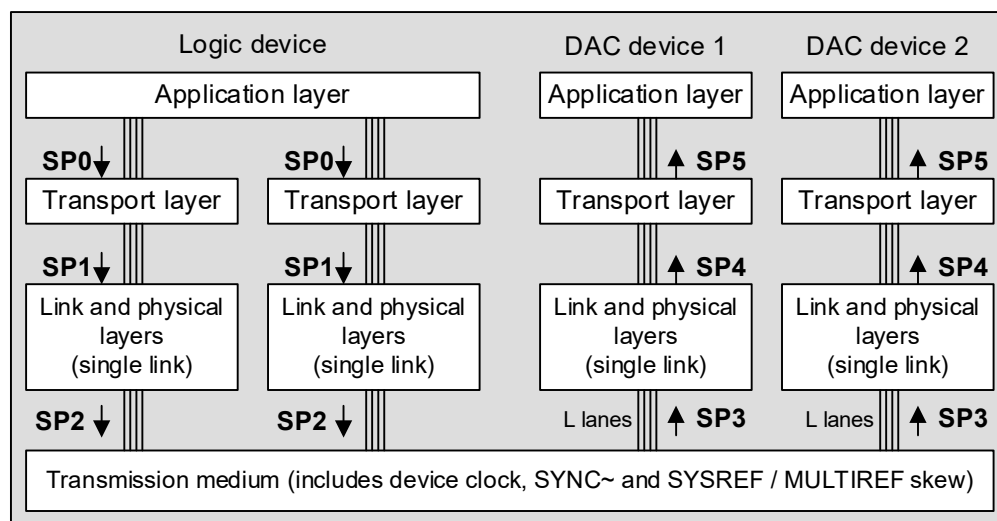 Logic device
DAC device 1
DAC device 2
Application layer
Application layer
Application layer
SP0
SP0
SP5
SP5
Transport layer
Transport layer
Transport layer
Transport layer
SP1
SP1
SP4
SP4
Link and physical
layers
(single link)
Link and physical
layers
(single link)
Link and physical
layers
(single link)
Link and physical
layers
(single link)
SP2
SP2
L lanes
SP3
L lanes
SP3
Transmission medium (includes device clock, SYNC~ and SYSREF / MULTIREF skew)